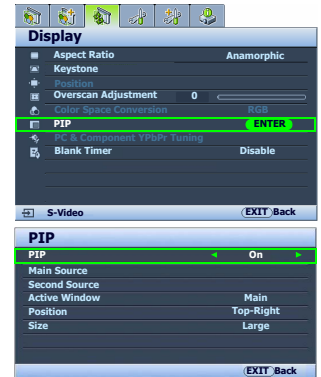 Display
Aspect Ratio Anamorphic
Keystone
Position
Overscan Adjustment 0
Color Space Conversion RGB
PIP ENTER
PC & Component YPbPr Tuning
Blank Timer Disable
S-Video EXIT Back
PIP
PIP On
Main Source
Second Source
Active Window Main
Position Top-Right
Size Large
EXIT Back